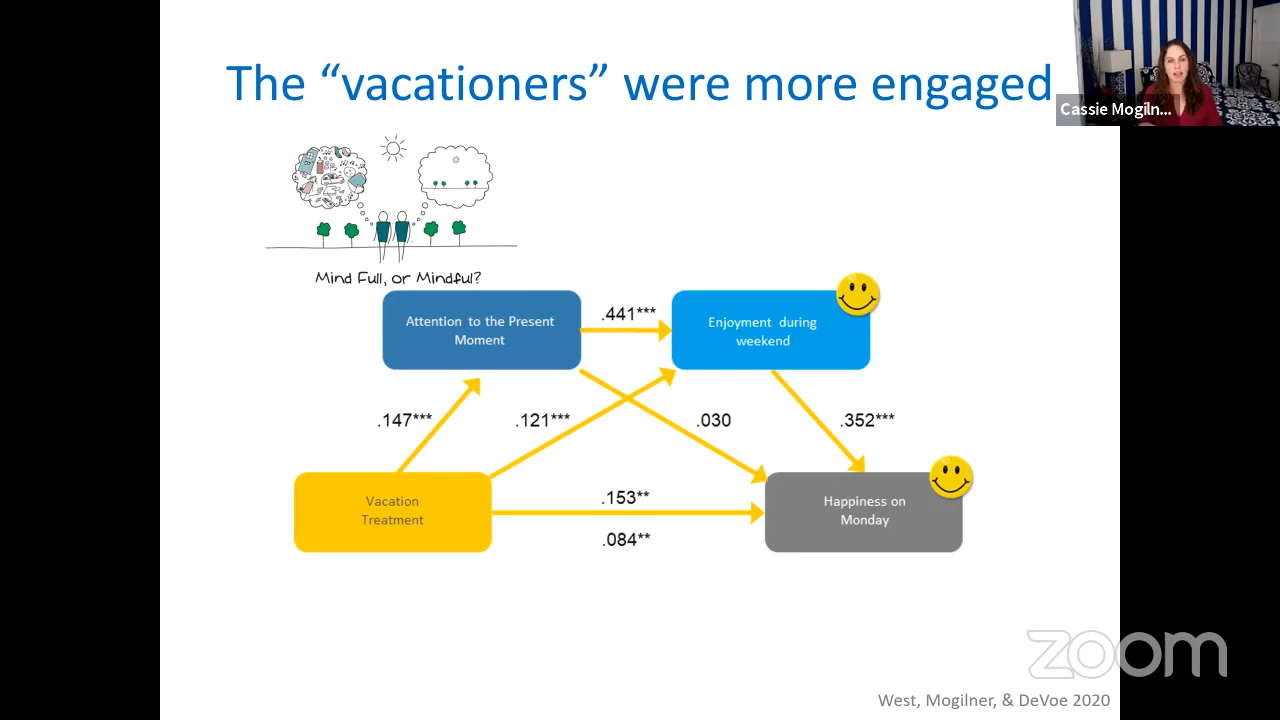 The “vacationers” were more engaged
Cassie Mogiln...
Mind Full, or Mindful?
Attention to the Present
Moment
.441***
Enjoyment during
weekend
.147***
.121***
.030
.352***
Vacation
Treatment
.153**
.084**
Happiness on
Monday
zoom
West, Mogilner, & DeVoe 2020